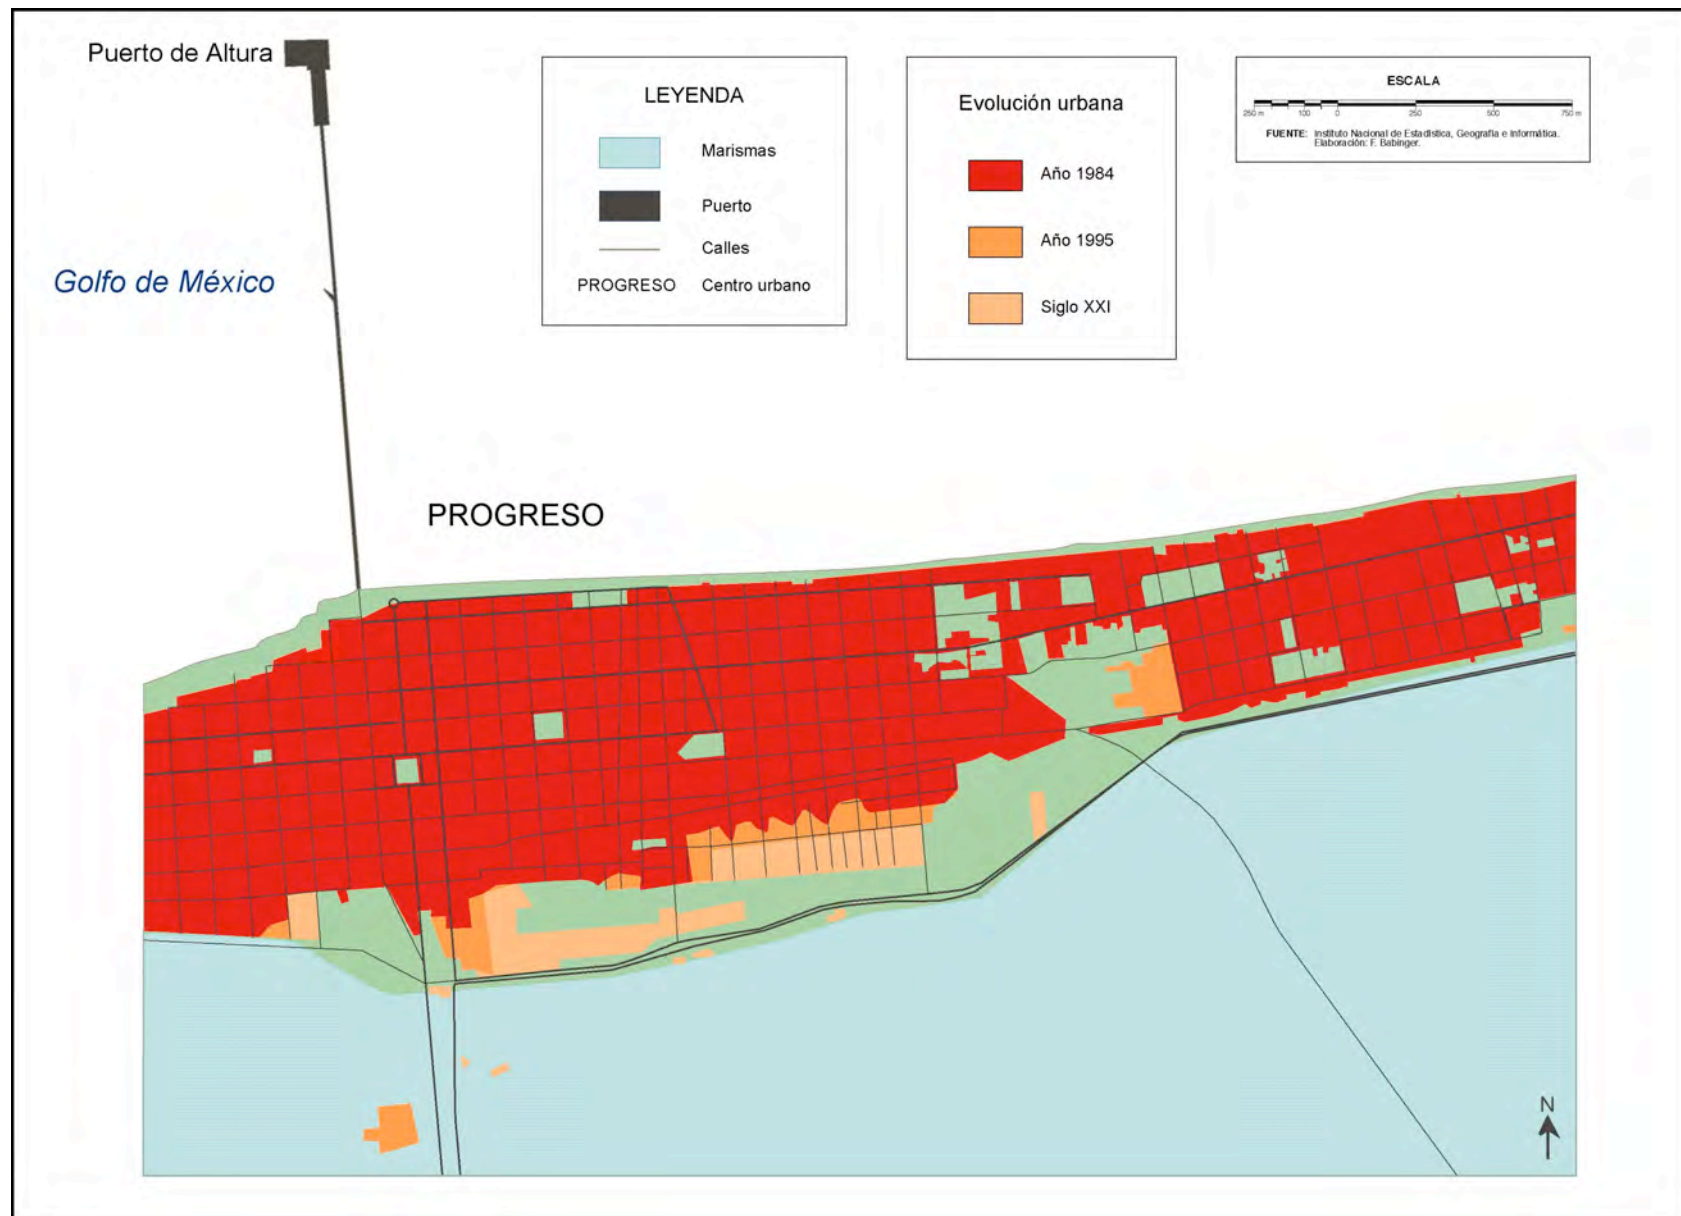 Puerto de Altura
LEYENDA
Marismas
Puerto
Calles
PROGRESO Centro urbano
Evolución urbana
Año 1984
Año 1995
Siglo XXI
ESCALA
250 m 100 0 250 500 750 m
FUENTE: Instituto Nacional de Estadística, Geografía e Informática.
Elaboración: F. Babinger.
Golfo de México
PROGRESO
N